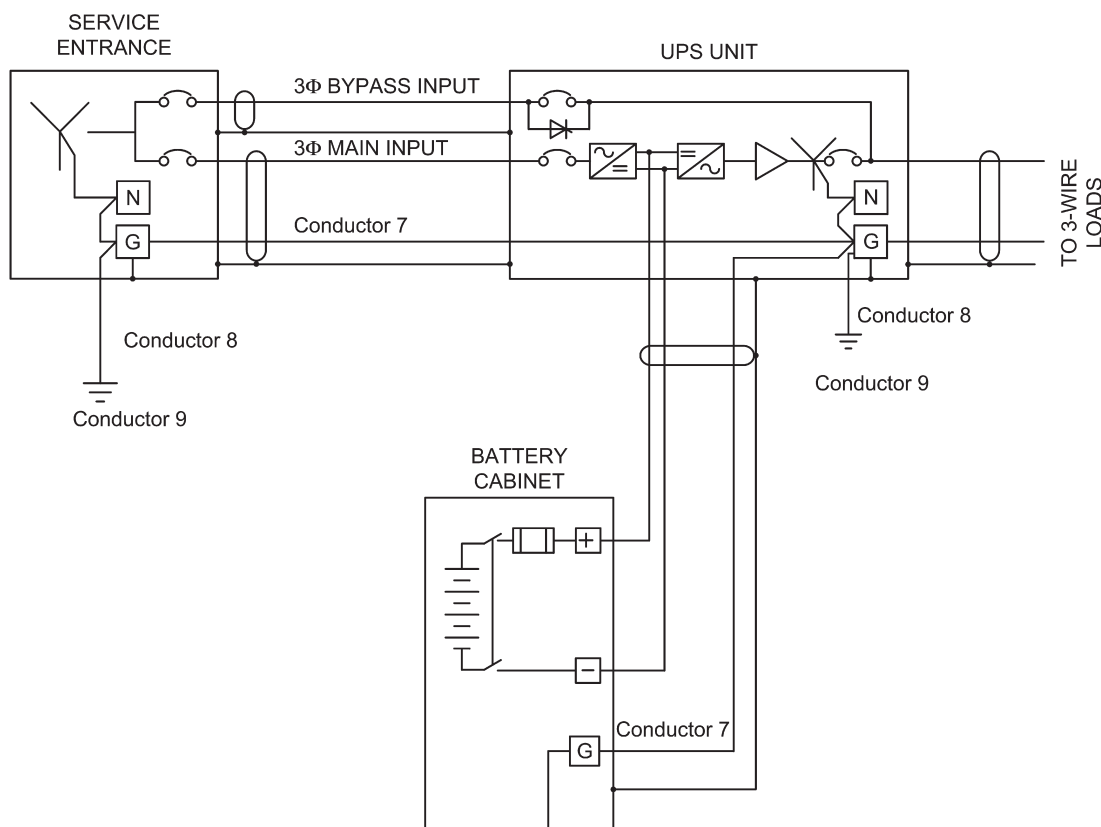 SERVICE
ENTRANCE
UPS UNIT
3Φ BYPASS INPUT
3Φ MAIN INPUT
N
N
Conductor 7
G
G
TO 3-WIRE
LOADS
Conductor 8
Conductor 8
Conductor 9
Conductor 9
BATTERY
CABINET
+
−
Conductor 7
G